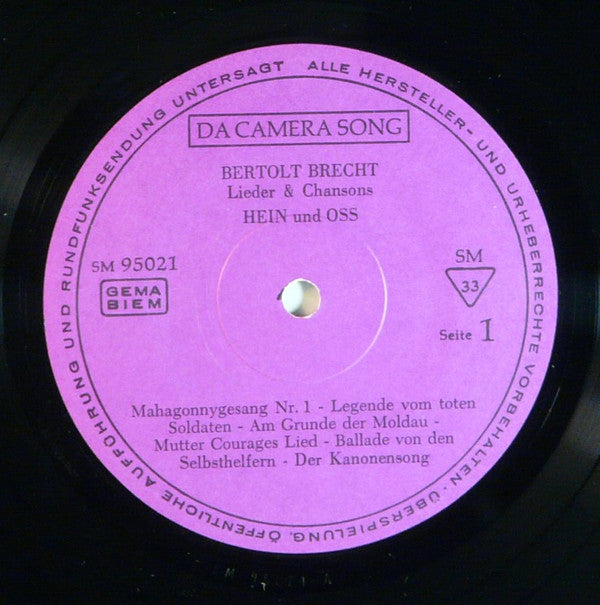 ALLE HERSTELLER- UND URHEBERRECHTE VORBEHALTEN · ÜBERSPIELUNG, ÖFFENTLICHE AUFFÜHRUNG UND RUNDFUNKSENDUNG UNTERSAGT
DA CAMERA SONG
BERTOLT BRECHT
Lieder & Chansons
HEIN und OSS
SM 95021
GEMA
BIEM
SM
33
Seite 1
Mahagonnygesang Nr. 1 - Legende vom toten
Soldaten - Am Grunde der Moldau -
Mutter Courages Lied - Ballade von den
Selbsthelfern - Der Kanonensong